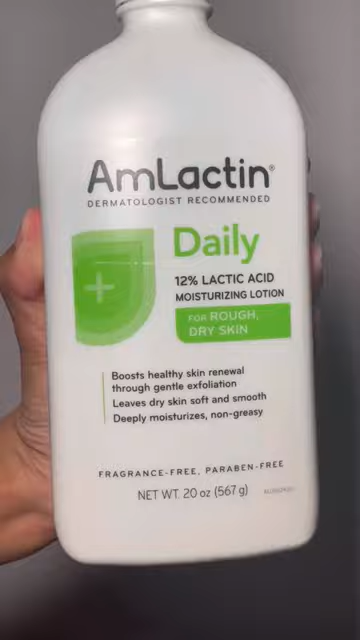 AmLactin®
DERMATOLOGIST RECOMMENDED
Daily
12% LACTIC ACID
MOISTURIZING LOTION
FOR ROUGH,
DRY SKIN
Boosts healthy skin renewal
through gentle exfoliation
Leaves dry skin soft and smooth
Deeply moisturizes, non-greasy
FRAGRANCE-FREE, PARABEN-FREE
NET WT. 20 oz (567 g)